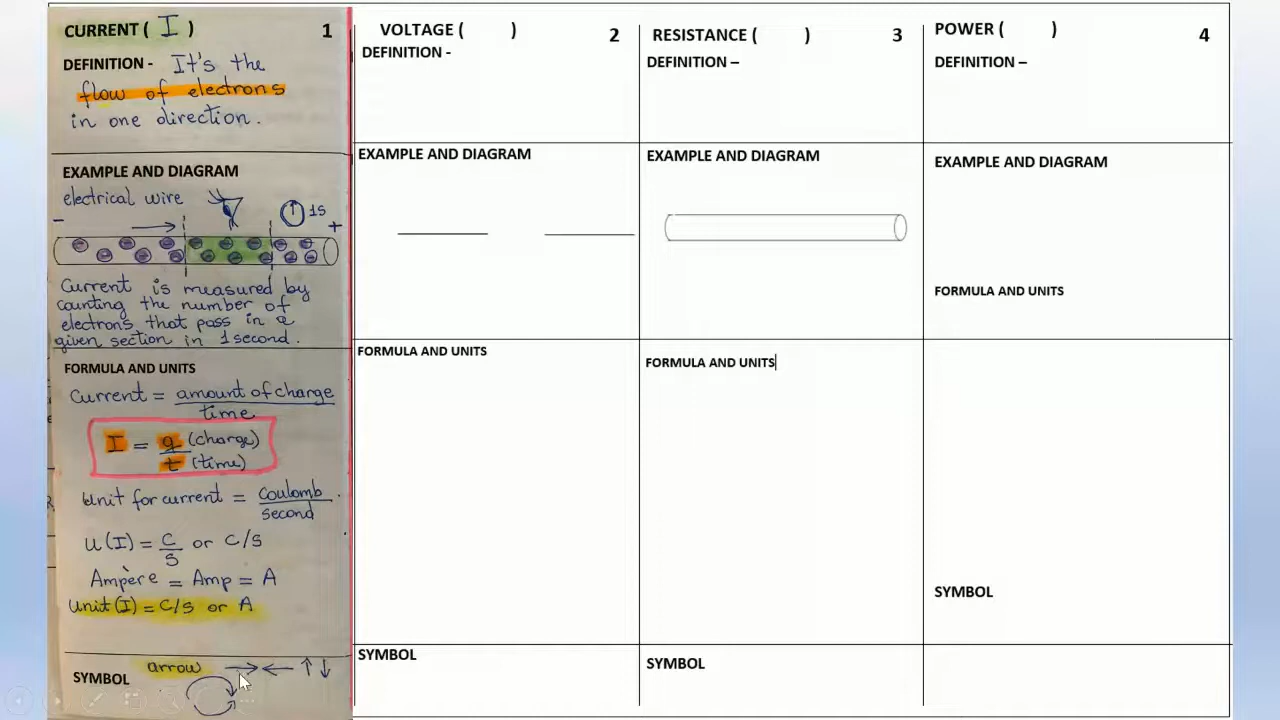 CURRENT ( I ) 1
DEFINITION - It's the
flow of electrons
in one direction.
EXAMPLE AND DIAGRAM
electrical wire
1s
- +
Current is measured by
counting the number of
electrons that pass in a
given section in 1 second.
FORMULA AND UNITS
Current = amount of charge
time
I = q (charge)
t (time)
Unit for current = Coulomb
second
U(I) = C or C/S
S
Ampère = Amp = A
Unit(I) = C/S or A
arrow
SYMBOL
VOLTAGE ( ) 2
DEFINITION -
EXAMPLE AND DIAGRAM
FORMULA AND UNITS
SYMBOL
RESISTANCE ( ) 3
DEFINITION –
EXAMPLE AND DIAGRAM
FORMULA AND UNITS
SYMBOL
POWER ( ) 4
DEFINITION –
EXAMPLE AND DIAGRAM
FORMULA AND UNITS
SYMBOL